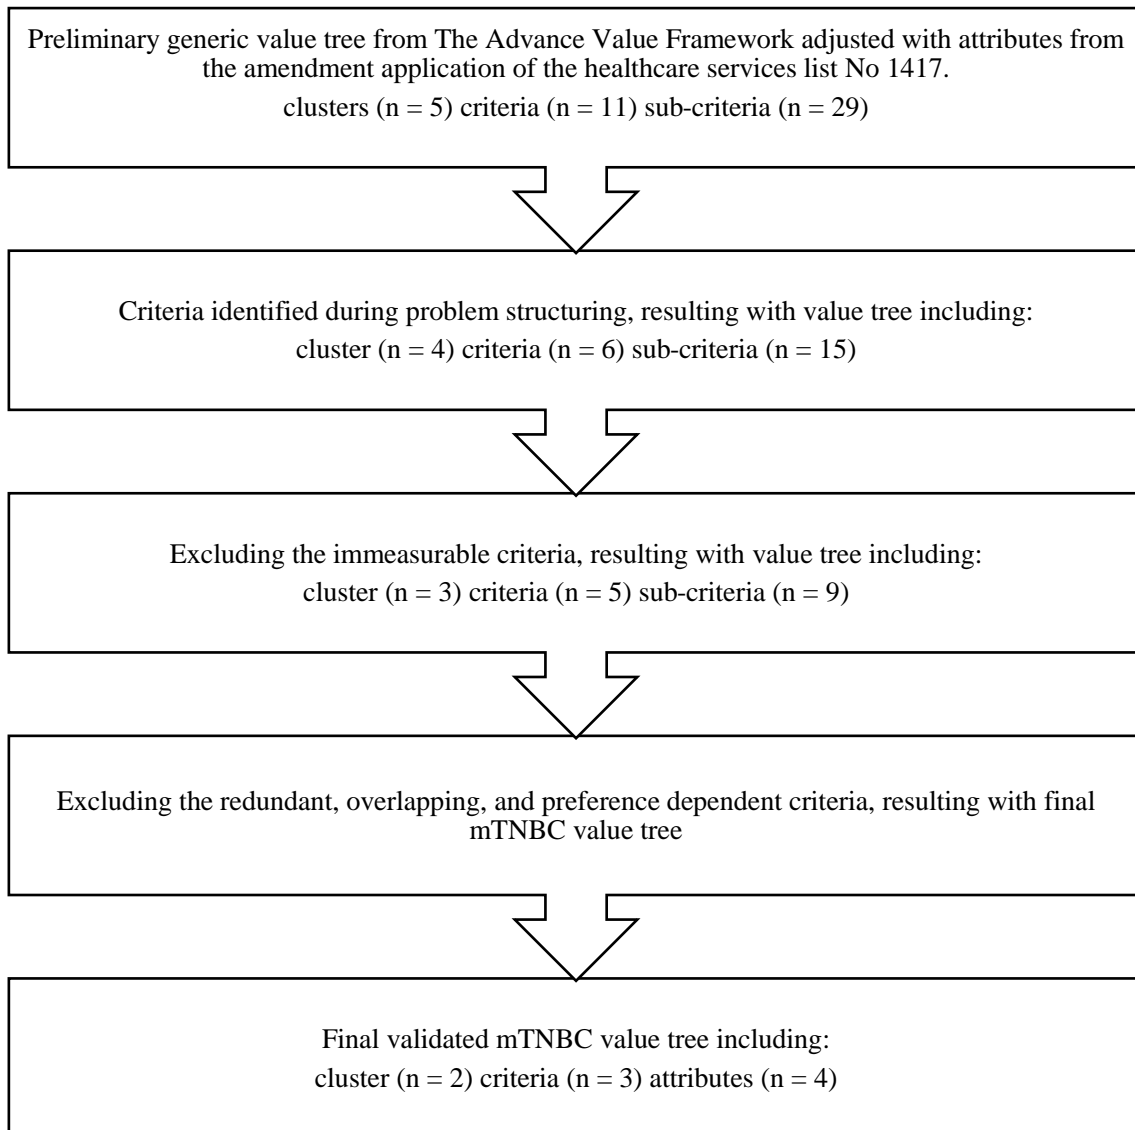 Preliminary generic value tree from The Advance Value Framework adjusted with attributes from
the amendment application of the healthcare services list No 1417.
clusters (n = 5) criteria (n = 11) sub-criteria (n = 29)
Criteria identified during problem structuring, resulting with value tree including:
cluster (n = 4) criteria (n = 6) sub-criteria (n = 15)
Excluding the immeasurable criteria, resulting with value tree including:
cluster (n = 3) criteria (n = 5) sub-criteria (n = 9)
Excluding the redundant, overlapping, and preference dependent criteria, resulting with final
mTNBC value tree
Final validated mTNBC value tree including:
cluster (n = 2) criteria (n = 3) attributes (n = 4)